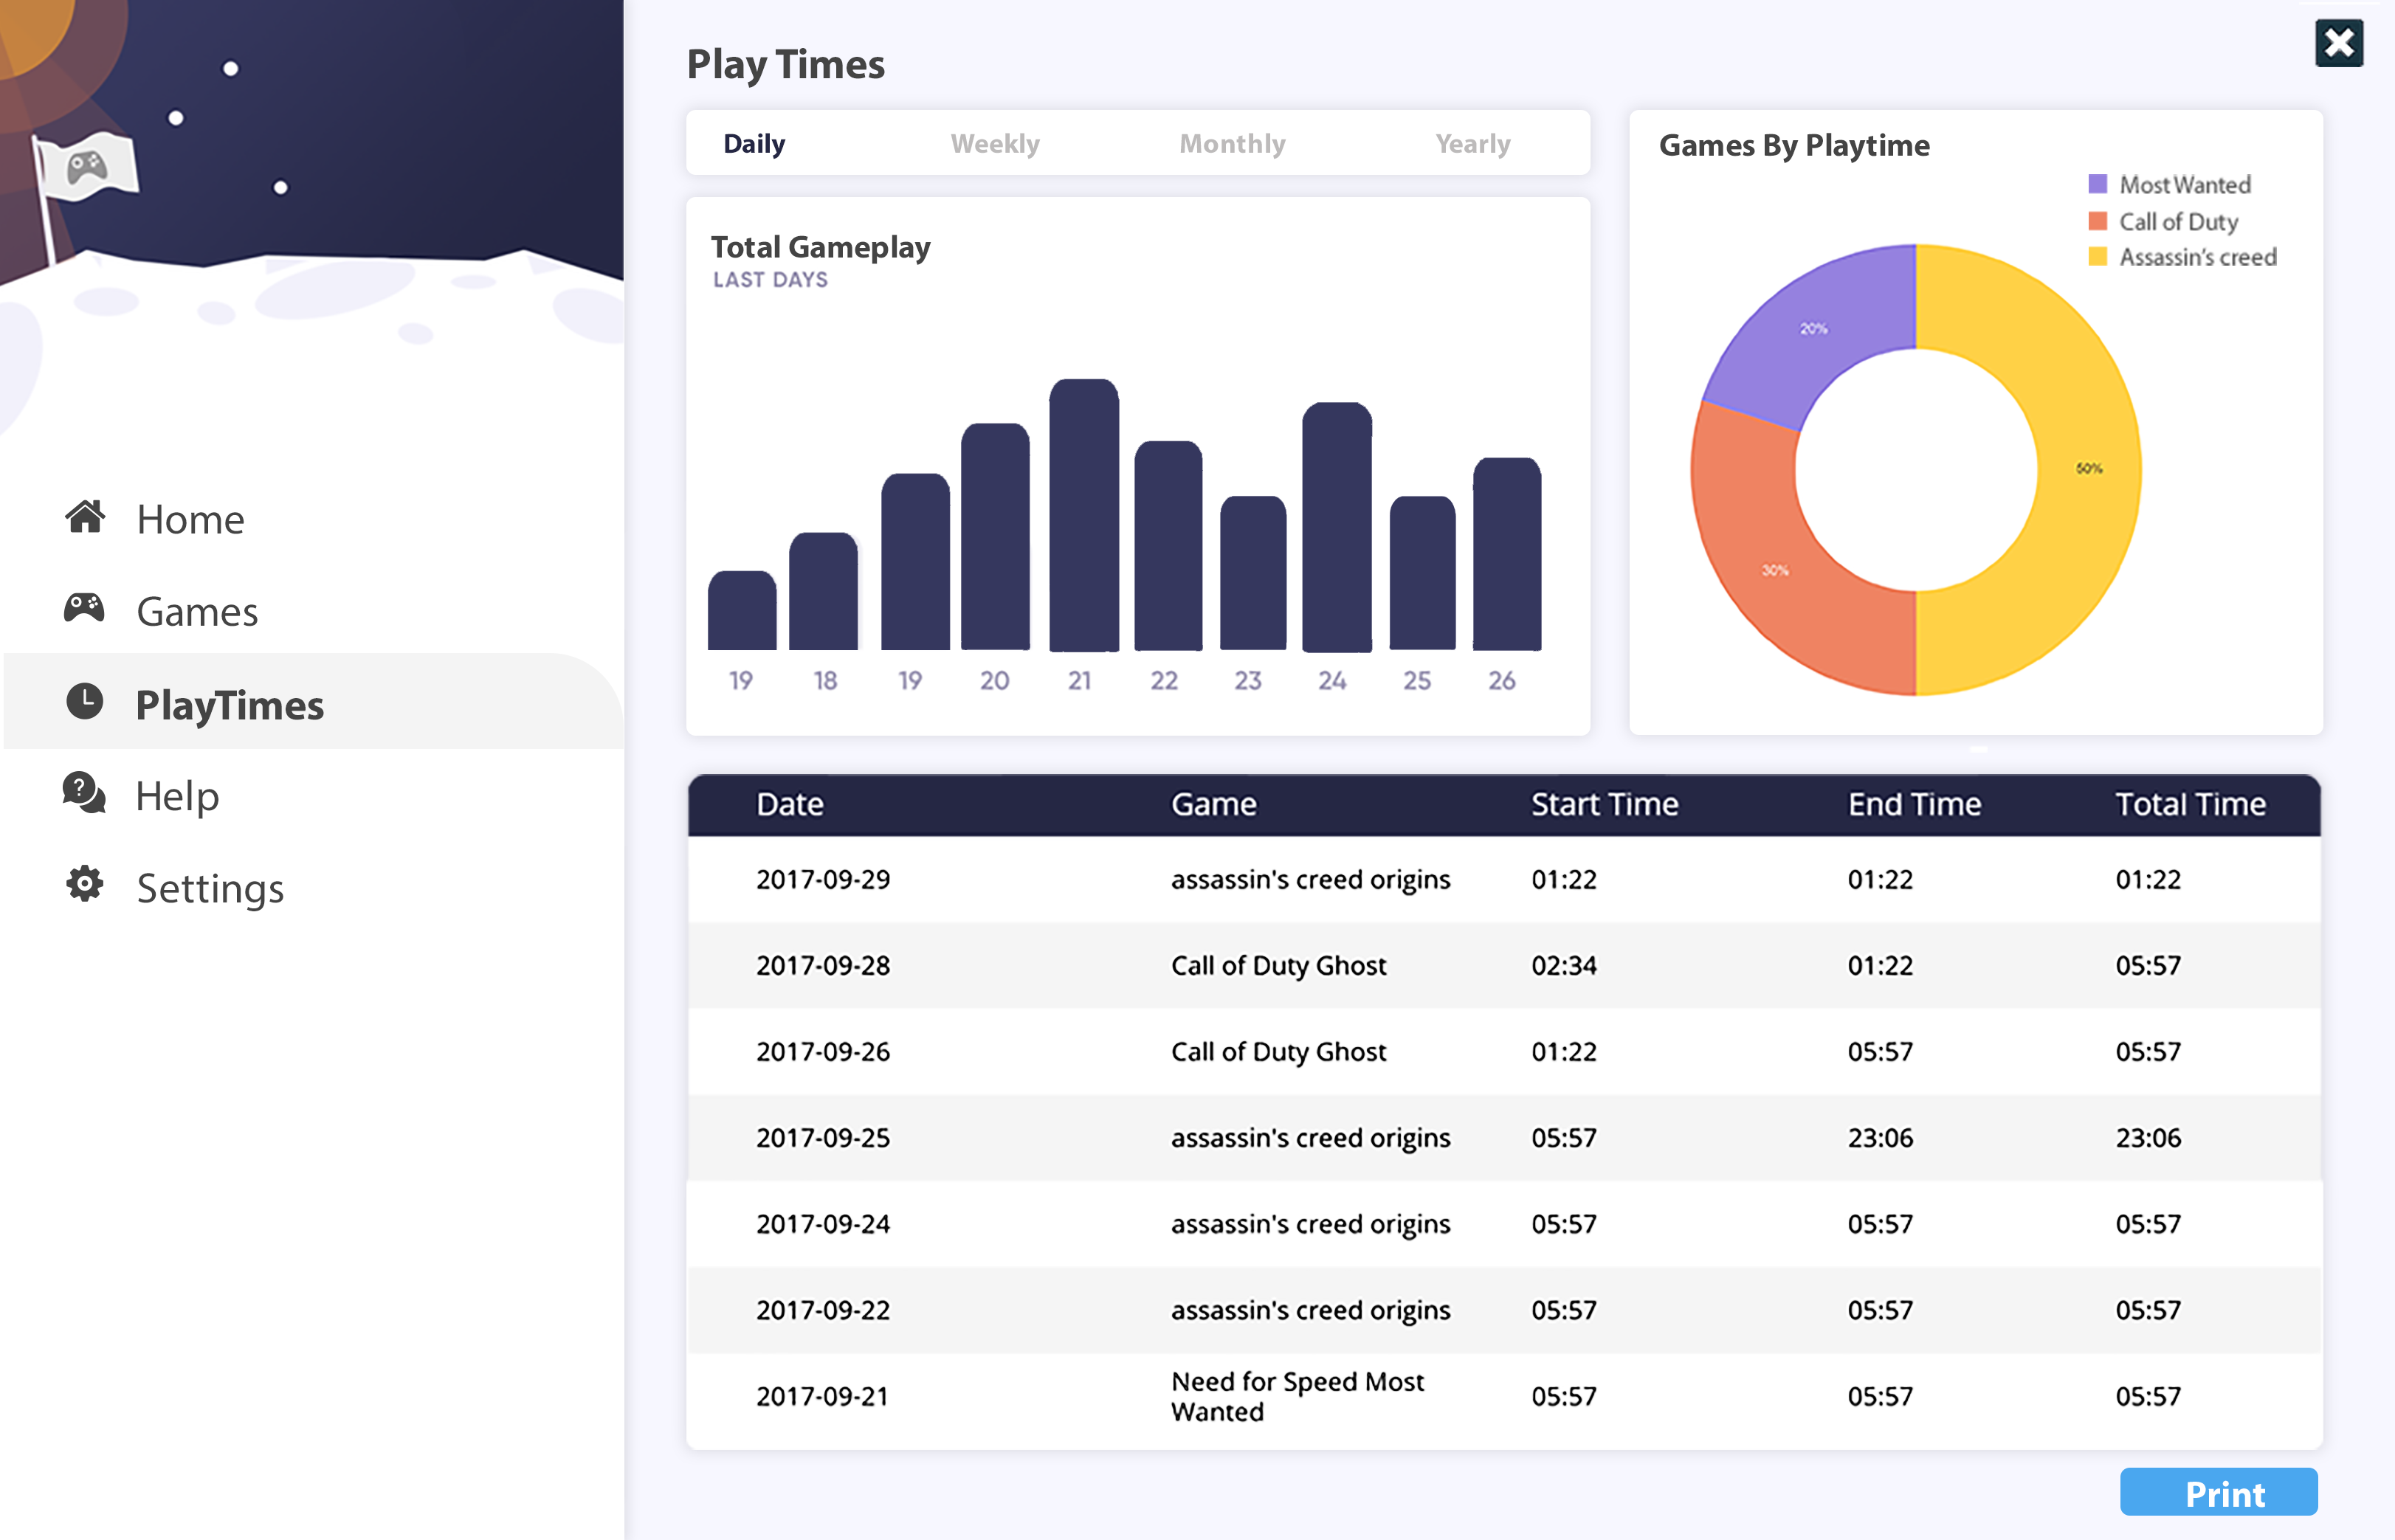 Home
Games
PlayTimes
Help
Settings
Play Times
Daily Weekly Monthly Yearly
Total Gameplay
LAST DAYS
19 18 19 20 21 22 23 24 25 26
Games By Playtime
Most Wanted
Call of Duty
Assassin's creed
20%
50%
30%
Date Game Start Time End Time Total Time
2017-09-29 assassin's creed origins 01:22 01:22 01:22
2017-09-28 Call of Duty Ghost 02:34 01:22 05:57
2017-09-26 Call of Duty Ghost 01:22 05:57 05:57
2017-09-25 assassin's creed origins 05:57 23:06 23:06
2017-09-24 assassin's creed origins 05:57 05:57 05:57
2017-09-22 assassin's creed origins 05:57 05:57 05:57
2017-09-21 Need for Speed Most Wanted 05:57 05:57 05:57
Print